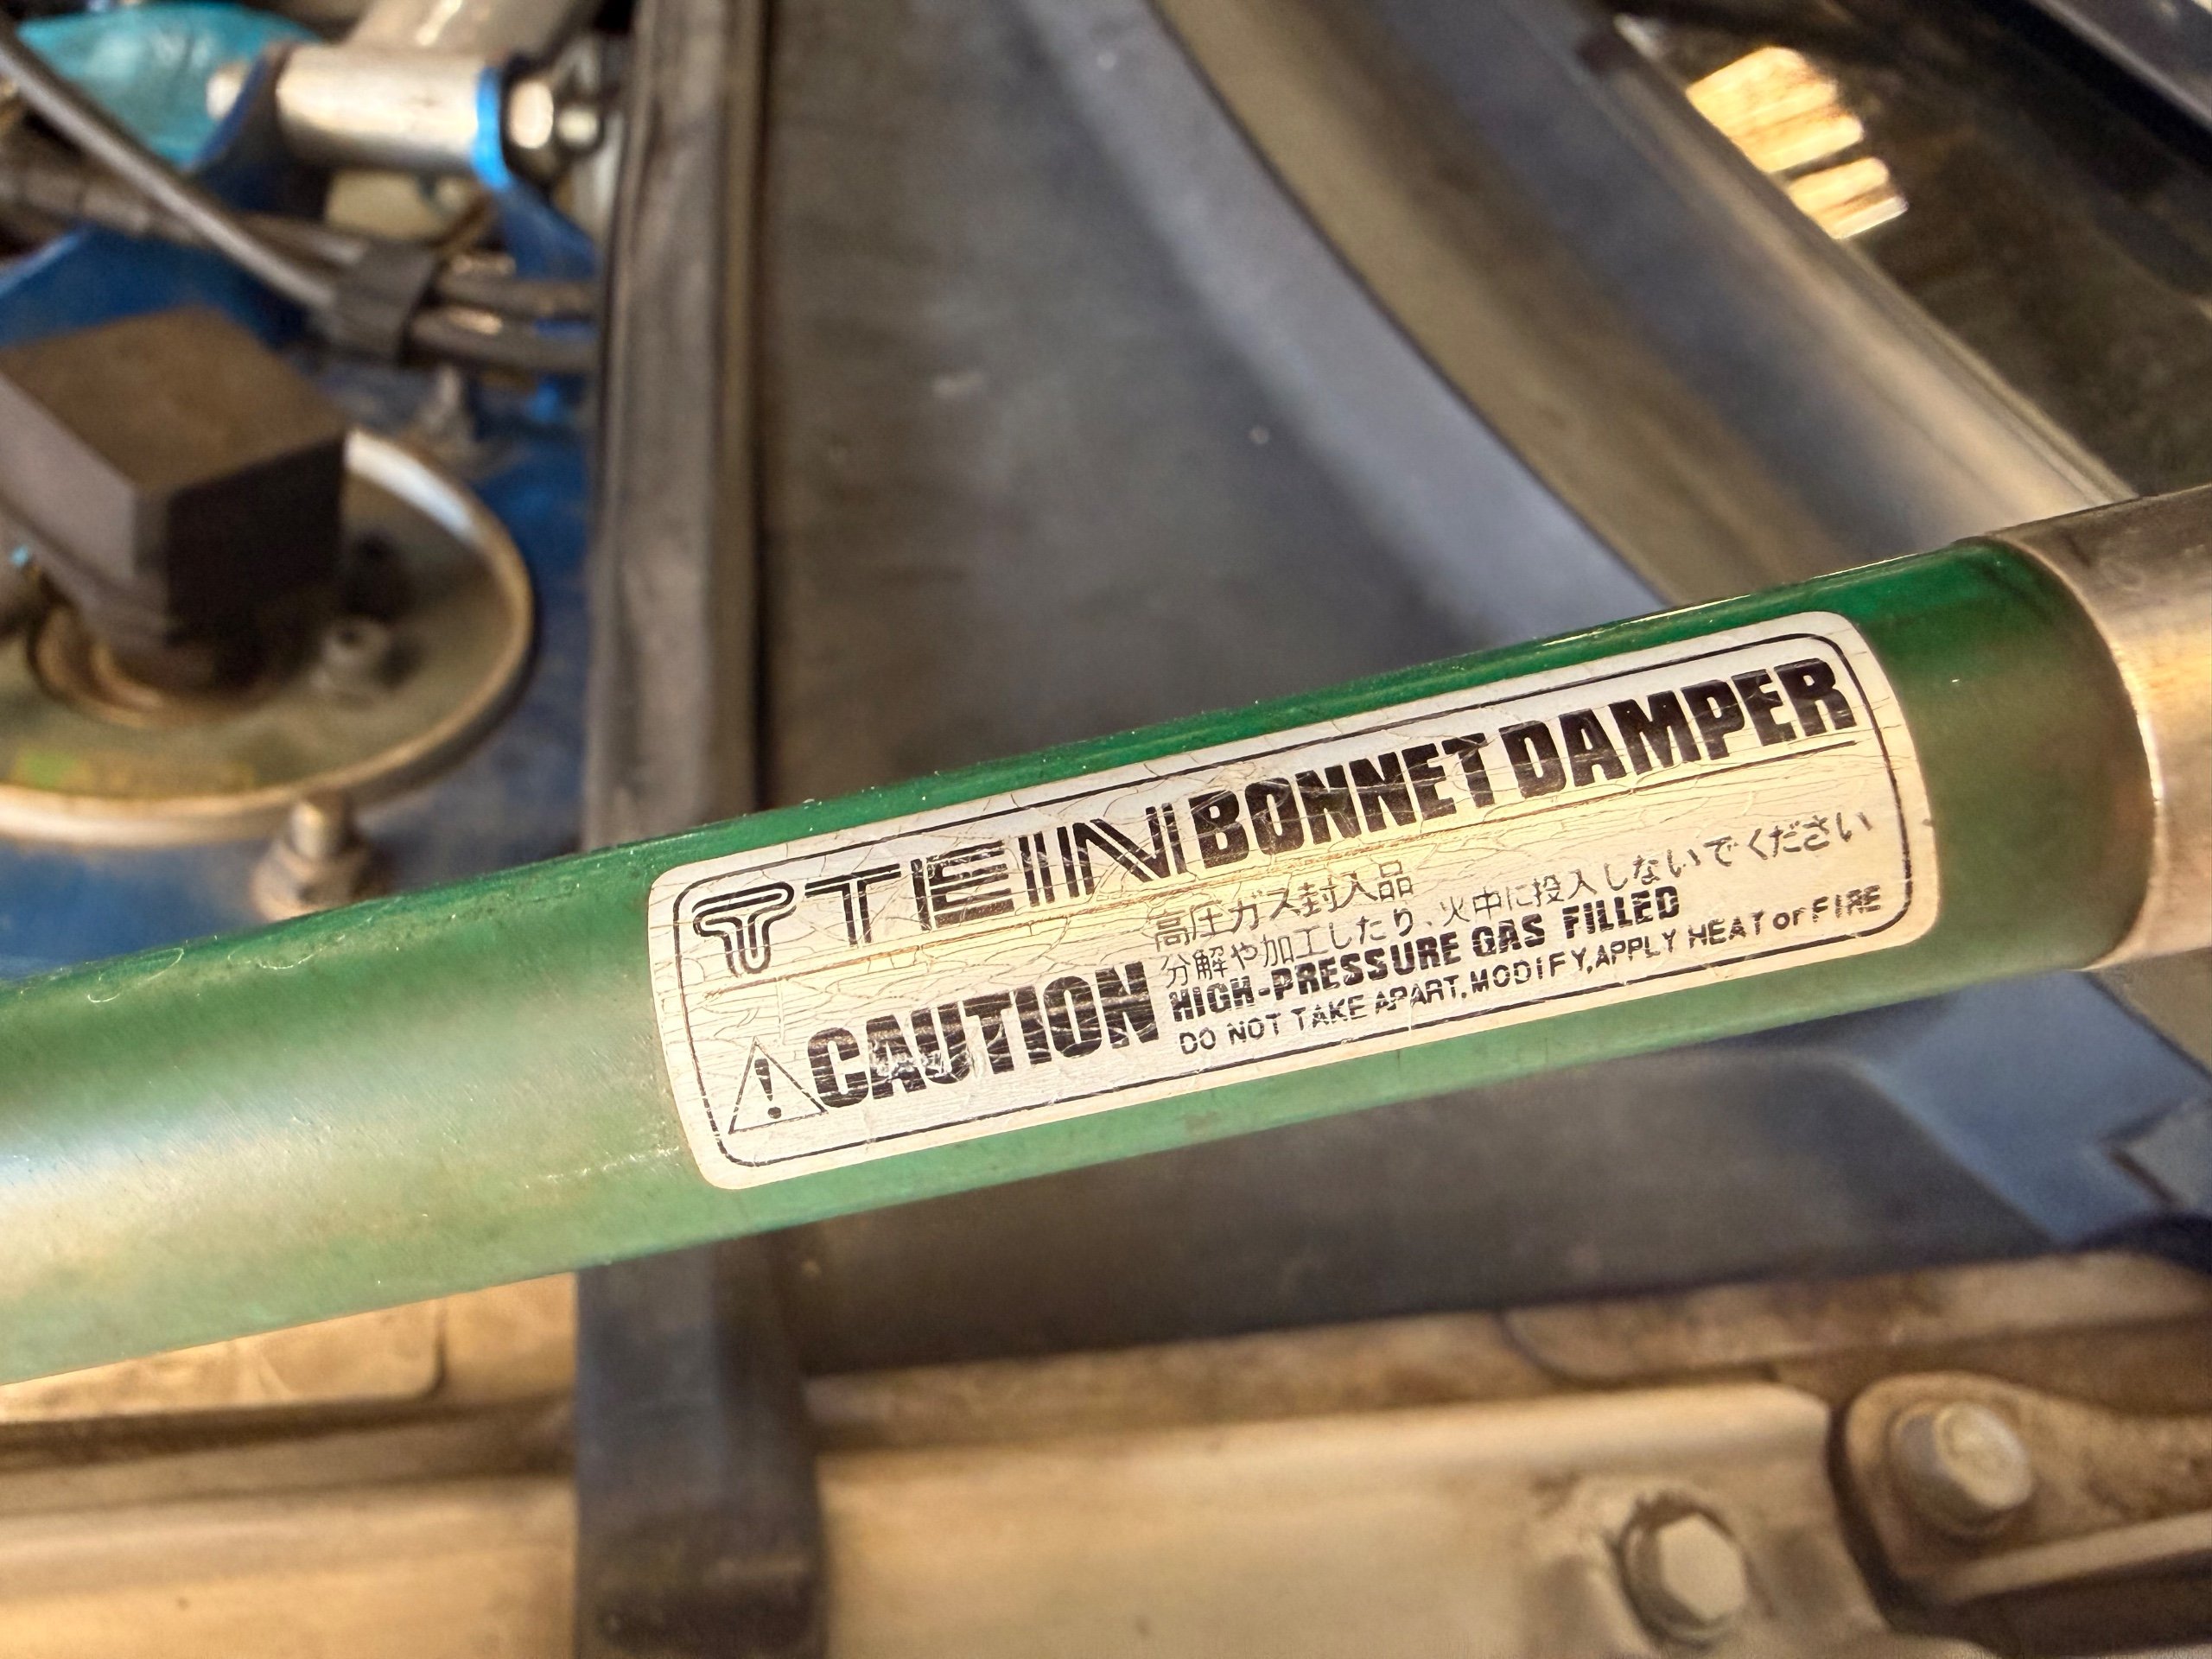 TEIN BONNET DAMPER
高圧ガス封入品
分解や加工したり、火中に投入しないでください
CAUTION HIGH-PRESSURE GAS FILLED
DO NOT TAKE APART, MODIFY, APPLY HEAT or FIRE